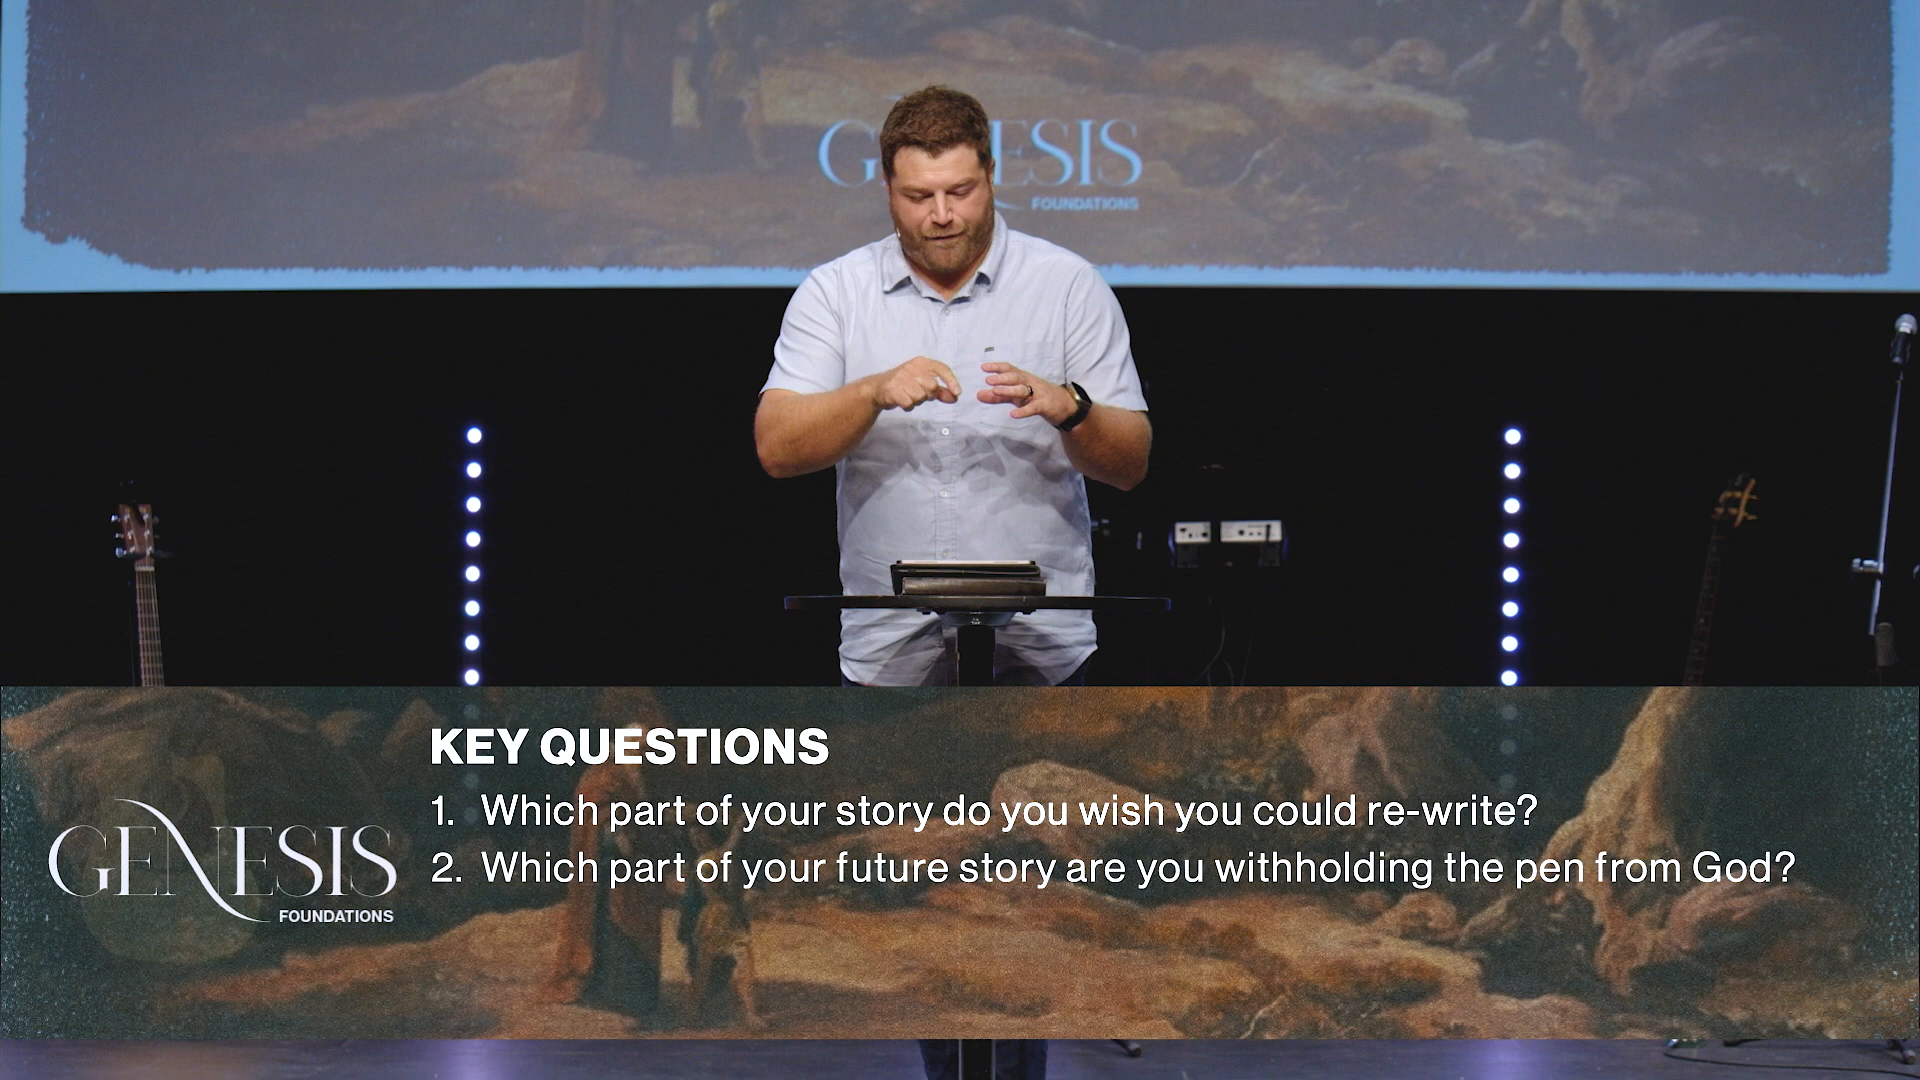 GENESIS
FOUNDATIONS
KEY QUESTIONS
1. Which part of your story do you wish you could re-write?
2. Which part of your future story are you withholding the pen from God?
GENESIS
FOUNDATIONS